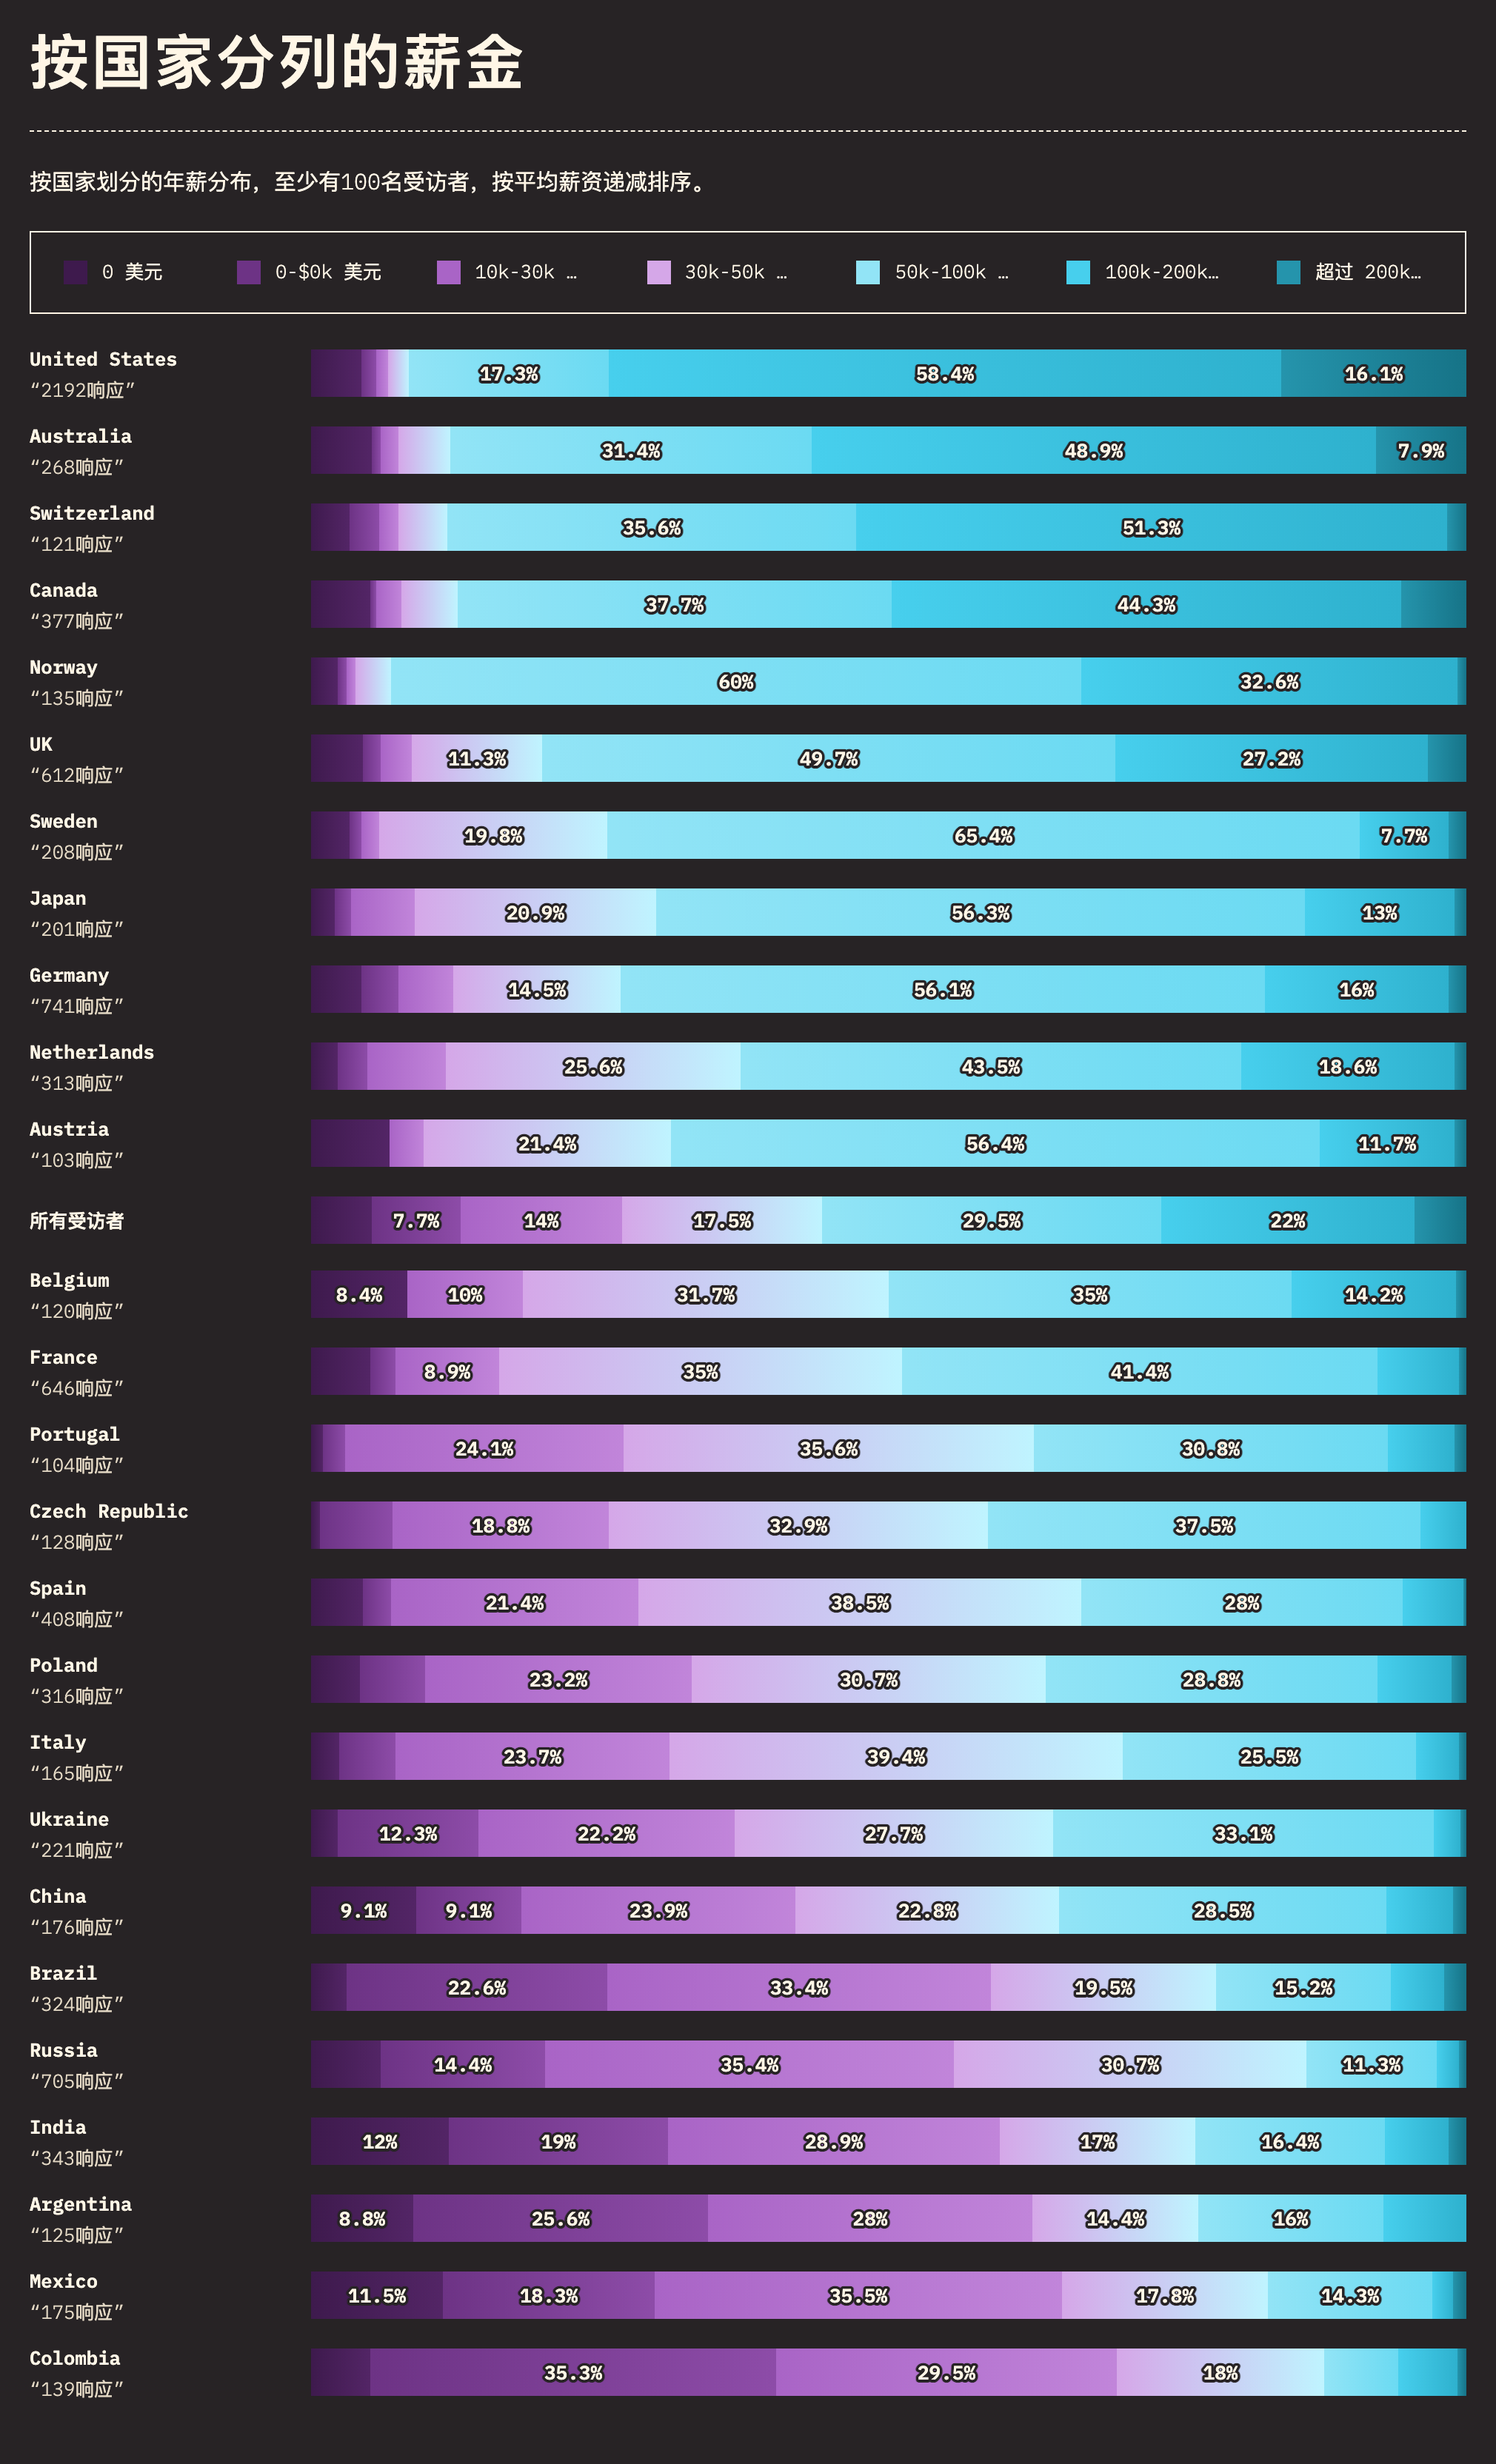 按国家分列的薪金
按国家划分的年薪分布，至少有100名受访者，按平均薪资递减排序。
0 美元 0-$0k 美元 10k-30k … 30k-50k … 50k-100k … 100k-200k… 超过 200k…
United States
“2192响应”
17.3% 58.4% 16.1%
Australia
“268响应”
31.4% 48.9% 7.9%
Switzerland
“121响应”
35.6% 51.3%
Canada
“377响应”
37.7% 44.3%
Norway
“135响应”
60% 32.6%
UK
“612响应”
11.3% 49.7% 27.2%
Sweden
“208响应”
19.8% 65.4% 7.7%
Japan
“201响应”
20.9% 56.3% 13%
Germany
“741响应”
14.5% 56.1% 16%
Netherlands
“313响应”
25.6% 43.5% 18.6%
Austria
“103响应”
21.4% 56.4% 11.7%
所有受访者
7.7% 14% 17.5% 29.5% 22%
Belgium
“120响应”
8.4% 10% 31.7% 35% 14.2%
France
“646响应”
8.9% 35% 41.4%
Portugal
“104响应”
24.1% 35.6% 30.8%
Czech Republic
“128响应”
18.8% 32.9% 37.5%
Spain
“408响应”
21.4% 38.5% 28%
Poland
“316响应”
23.2% 30.7% 28.8%
Italy
“165响应”
23.7% 39.4% 25.5%
Ukraine
“221响应”
12.3% 22.2% 27.7% 33.1%
China
“176响应”
9.1% 9.1% 23.9% 22.8% 28.5%
Brazil
“324响应”
22.6% 33.4% 19.5% 15.2%
Russia
“705响应”
14.4% 35.4% 30.7% 11.3%
India
“343响应”
12% 19% 28.9% 17% 16.4%
Argentina
“125响应”
8.8% 25.6% 28% 14.4% 16%
Mexico
“175响应”
11.5% 18.3% 35.5% 17.8% 14.3%
Colombia
“139响应”
35.3% 29.5% 18%